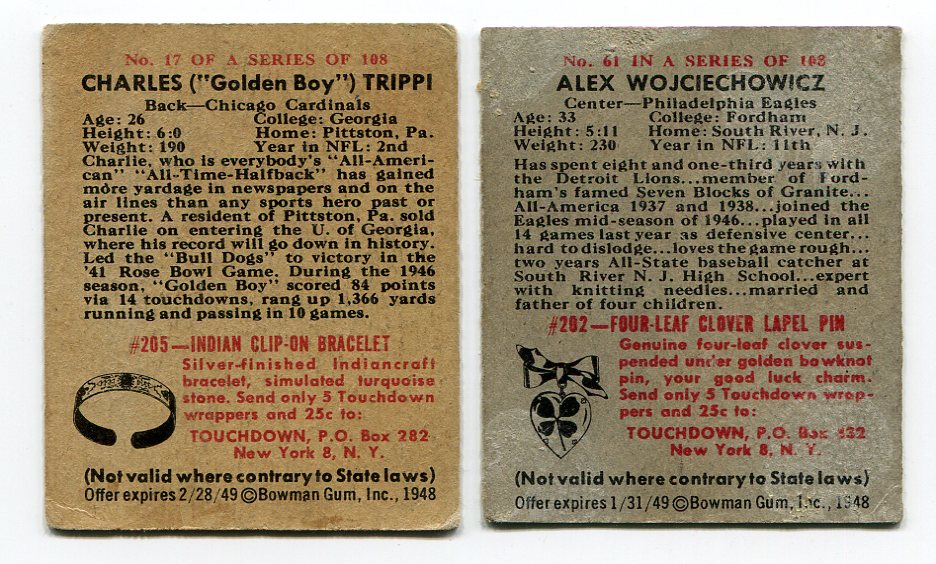 No. 17 OF A SERIES OF 108
CHARLES ("Golden Boy") TRIPPI
Back—Chicago Cardinals
Age: 26 College: Georgia
Height: 6:0 Home: Pittston, Pa.
Weight: 190 Year in NFL: 2nd
Charlie, who is everybody's "All-Ameri-
can" "All-Time-Halfback" has gained
more yardage in newspapers and on the
air lines than any sports hero past or
present. A resident of Pittston, Pa. sold
Charlie on entering the U. of Georgia,
where his record will go down in history.
Led the "Bull Dogs" to victory in the
'41 Rose Bowl Game. During the 1946
season, "Golden Boy" scored 84 points
via 14 touchdowns, rang up 1,366 yards
running and passing in 10 games.
#205—INDIAN CLIP-ON BRACELET
Silver-finished Indiancraft
bracelet, simulated turquoise
stone. Send only 5 Touchdown
wrappers and 25c to:
TOUCHDOWN, P.O. Box 282
New York 8, N. Y.
(Not valid where contrary to State laws)
Offer expires 2/28/49 ©Bowman Gum, Inc., 1948
No. 61 IN A SERIES OF 108
ALEX WOJCIECHOWICZ
Center—Philadelphia Eagles
Age: 33 College: Fordham
Height: 5:11 Home: South River, N. J.
Weight: 230 Year in NFL: 11th
Has spent eight and one-third years with
the Detroit Lions...member of Ford-
ham's famed Seven Blocks of Granite...
All-America 1937 and 1938...joined the
Eagles mid-season of 1946...played in all
14 games last year as defensive center...
hard to dislodge...loves the game rough...
two years All-State baseball catcher at
South River N. J. High School...expert
with knitting needles...married and
father of four children.
#202—FOUR-LEAF CLOVER LAPEL PIN
Genuine four-leaf clover sus-
pended under golden bowknot
pin, your good luck charm.
Send only 5 Touchdown wrap-
pers and 25c to:
TOUCHDOWN, P.O. Box
New York 8, N. Y.
(Not valid where contrary to State laws)
Offer expires 1/31/49 ©Bowman Gum, Inc., 1948